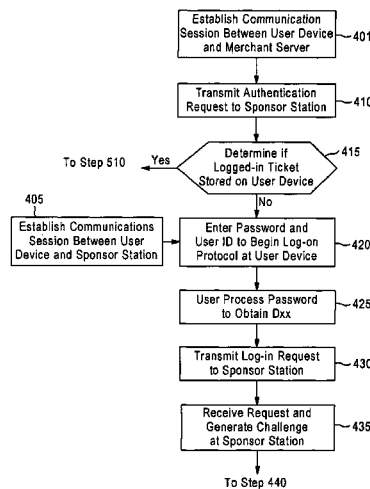 Establish Communication
Session Between User Device
and Merchant Server
401
Transmit Authentication
Request to Sponsor Station
410
Determine if
Logged-in Ticket
Stored on User Device
415
To Step 510
Yes
No
405
Establish Communications
Session Between User
Device and Sponsor Station
Enter Password and
User ID to Begin Log-on
Protocol at User Device
420
User Process Password
to Obtain Dxx
425
Transmit Log-in Request
to Sponsor Station
430
Receive Request and
Generate Challenge
at Sponsor Station
435
To Step 440